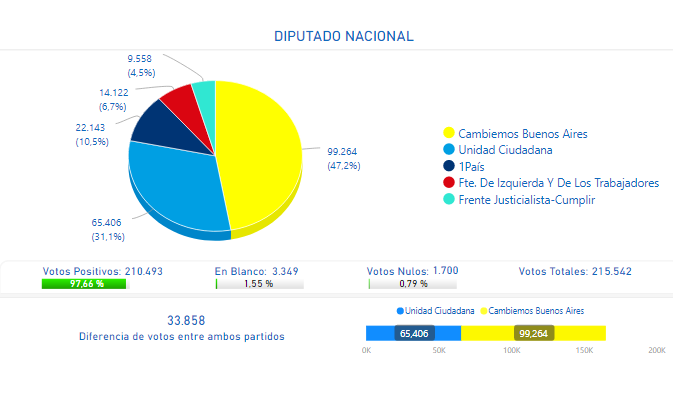 DIPUTADO NACIONAL
9.558
(4,5%)
14.122
(6,7%)
22.143
(10,5%)
99.264
(47,2%)
65.406
(31,1%)
Cambiemos Buenos Aires
Unidad Ciudadana
1País
Fte. De Izquierda Y De Los Trabajadores
Frente Justicialista-Cumplir
Votos Positivos: 210.493
97,66 %
En Blanco: 3.349
1,55 %
Votos Nulos: 1.700
0,79 %
Votos Totales: 215.542
33.858
Diferencia de votos entre ambos partidos
Unidad Ciudadana Cambiemos Buenos Aires
65,406 99,264
0K 50K 100K 150K 200K